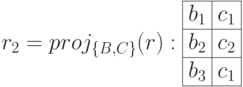 r₂ = proj_{B,C}(r) :
b₁ c₁
b₂ c₂
b₃ c₁